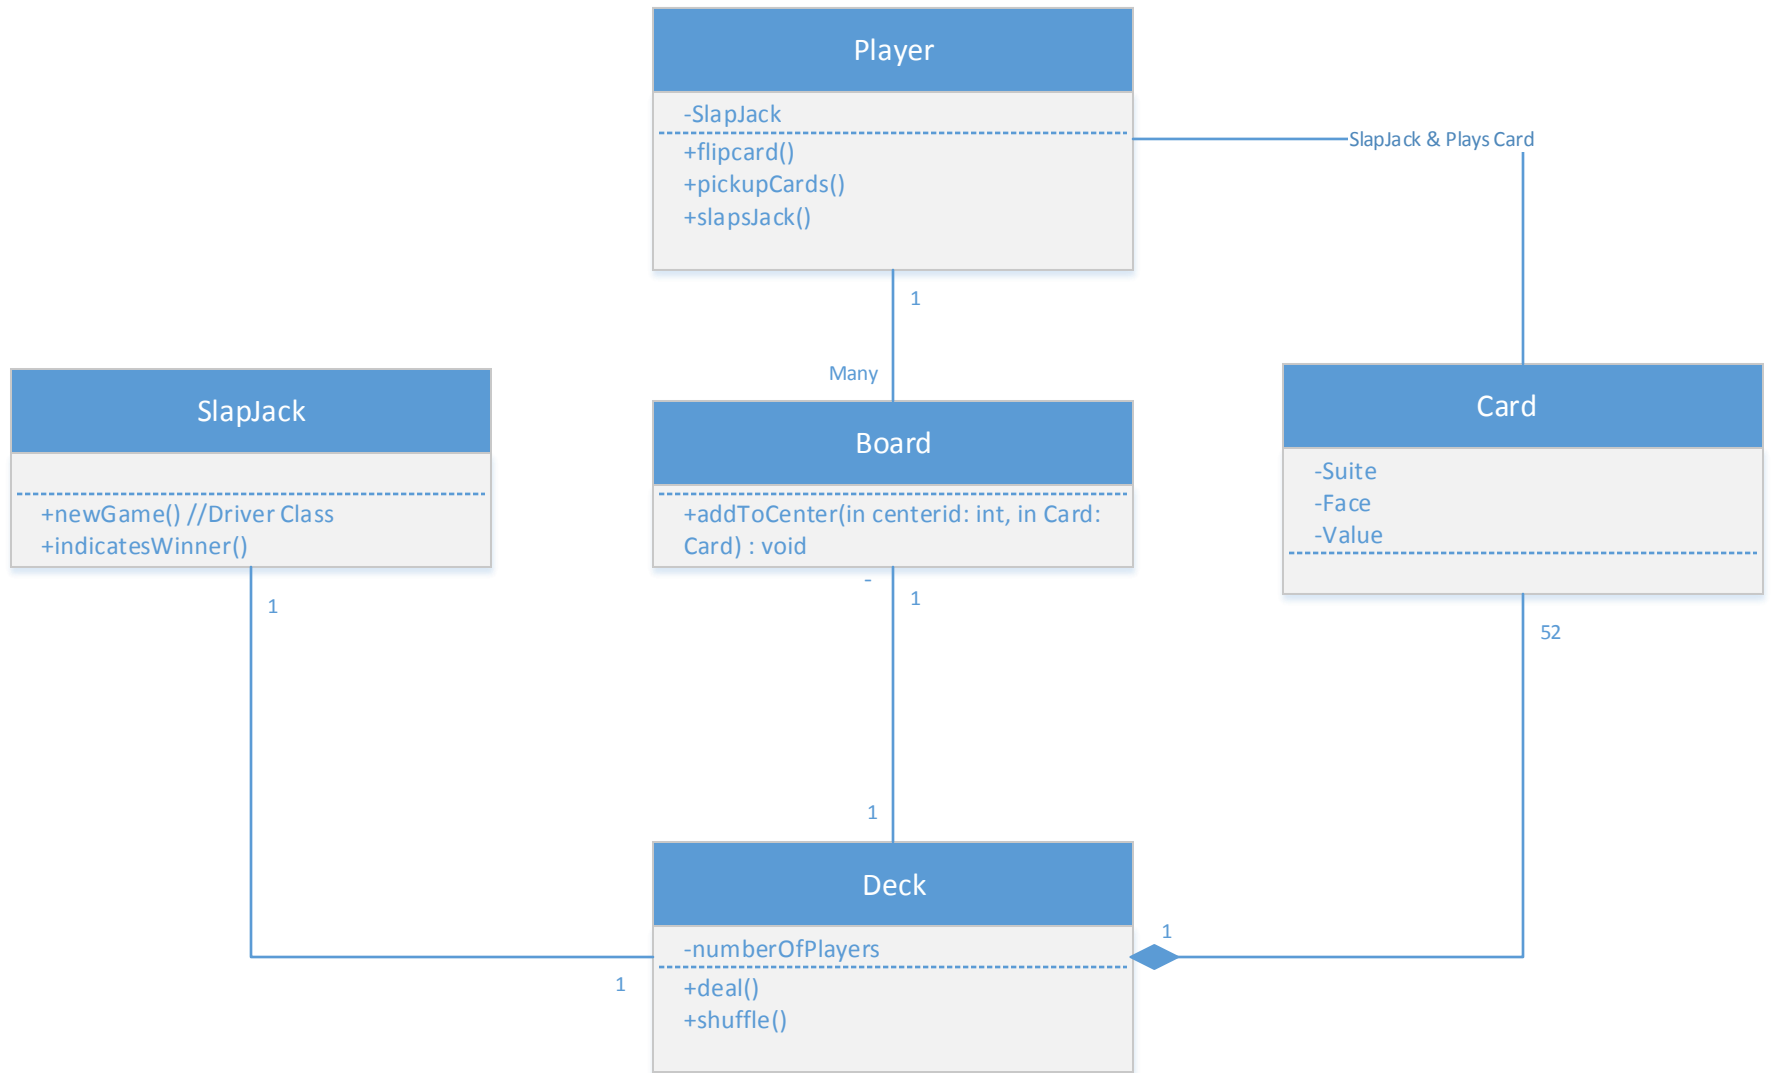 Player
-SlapJack
+flipcard()
+pickupCards()
+slapsJack()
SlapJack & Plays Card
1
Many
SlapJack
+newGame() //Driver Class
+indicatesWinner()
1
Board
+addToCenter(in centerid: int, in Card:
Card) : void
-
1
Card
-Suite
-Face
-Value
52
1
Deck
-numberOfPlayers
+deal()
+shuffle()
1
1